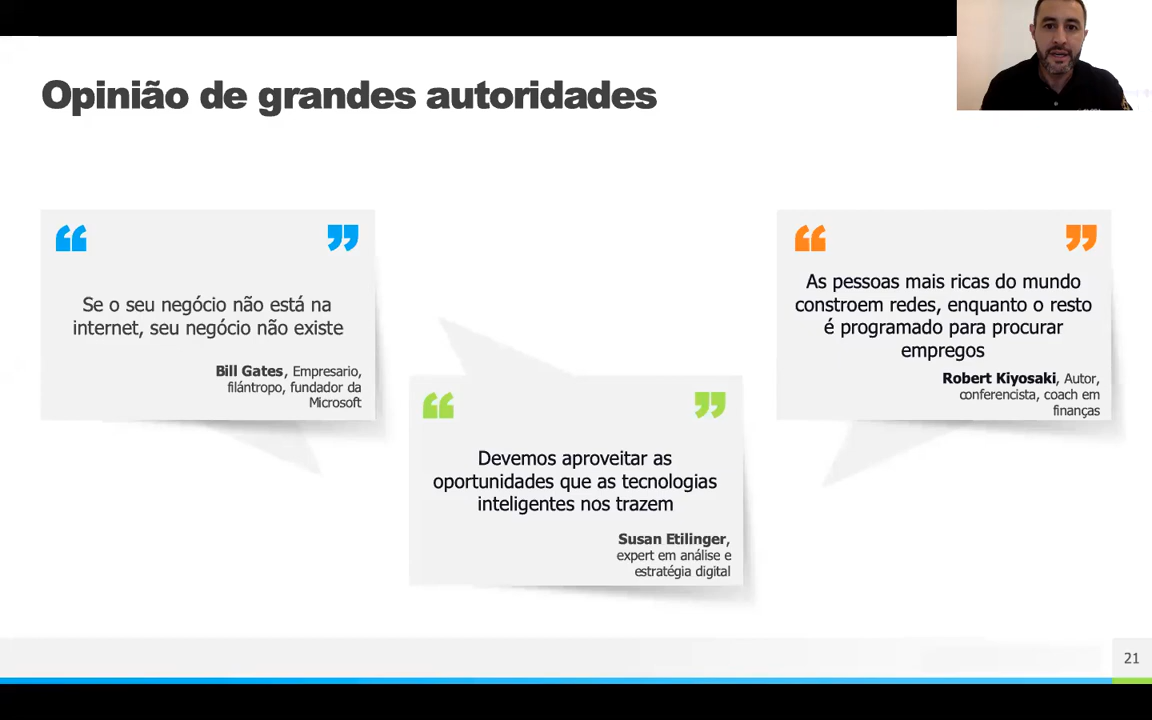 Opinião de grandes autoridades
Se o seu negócio não está na
internet, seu negócio não existe
Bill Gates, Empresario,
filántropo, fundador da
Microsoft
Devemos aproveitar as
oportunidades que as tecnologias
inteligentes nos trazem
Susan Etilinger,
expert em análise e
estratégia digital
As pessoas mais ricas do mundo
constroem redes, enquanto o resto
é programado para procurar
empregos
Robert Kiyosaki, Autor,
conferencista, coach em
finanças
21